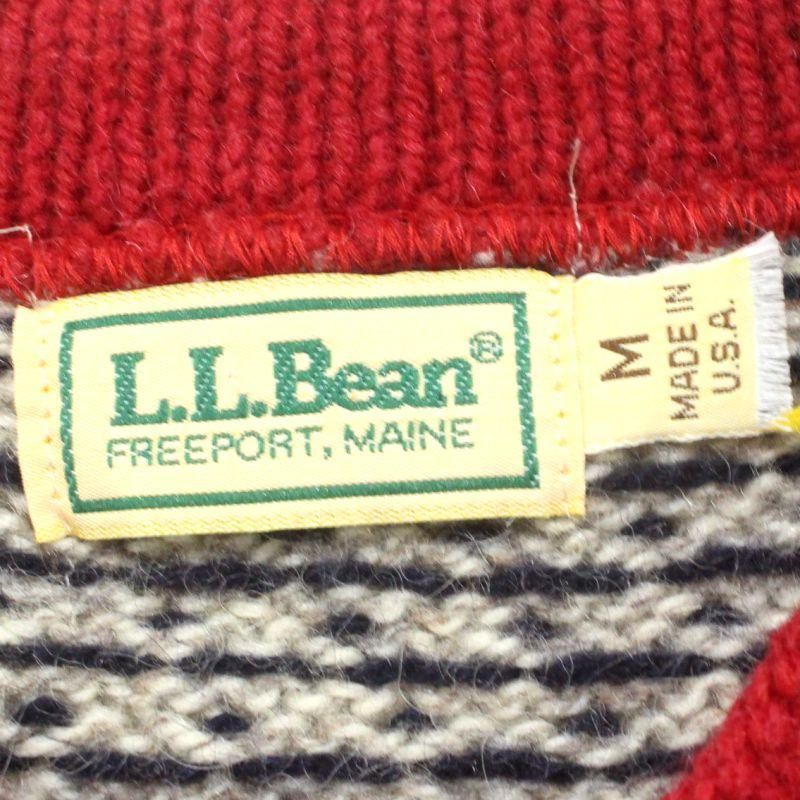 L.L.Bean®
FREEPORT, MAINE
M
MADE IN
U.S.A.